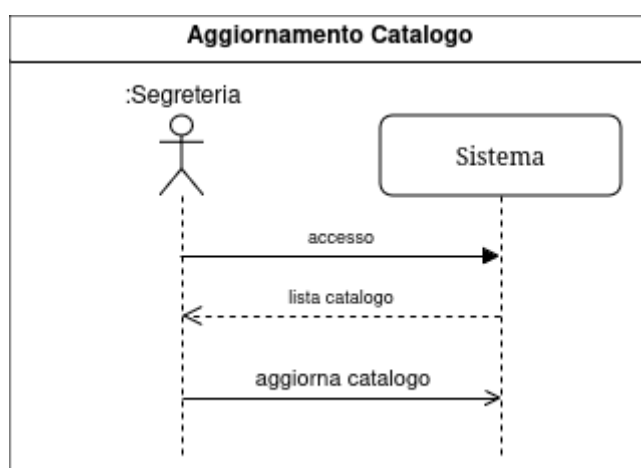 Aggiornamento Catalogo
:Segreteria
Sistema
accesso
lista catalogo
aggiorna catalogo